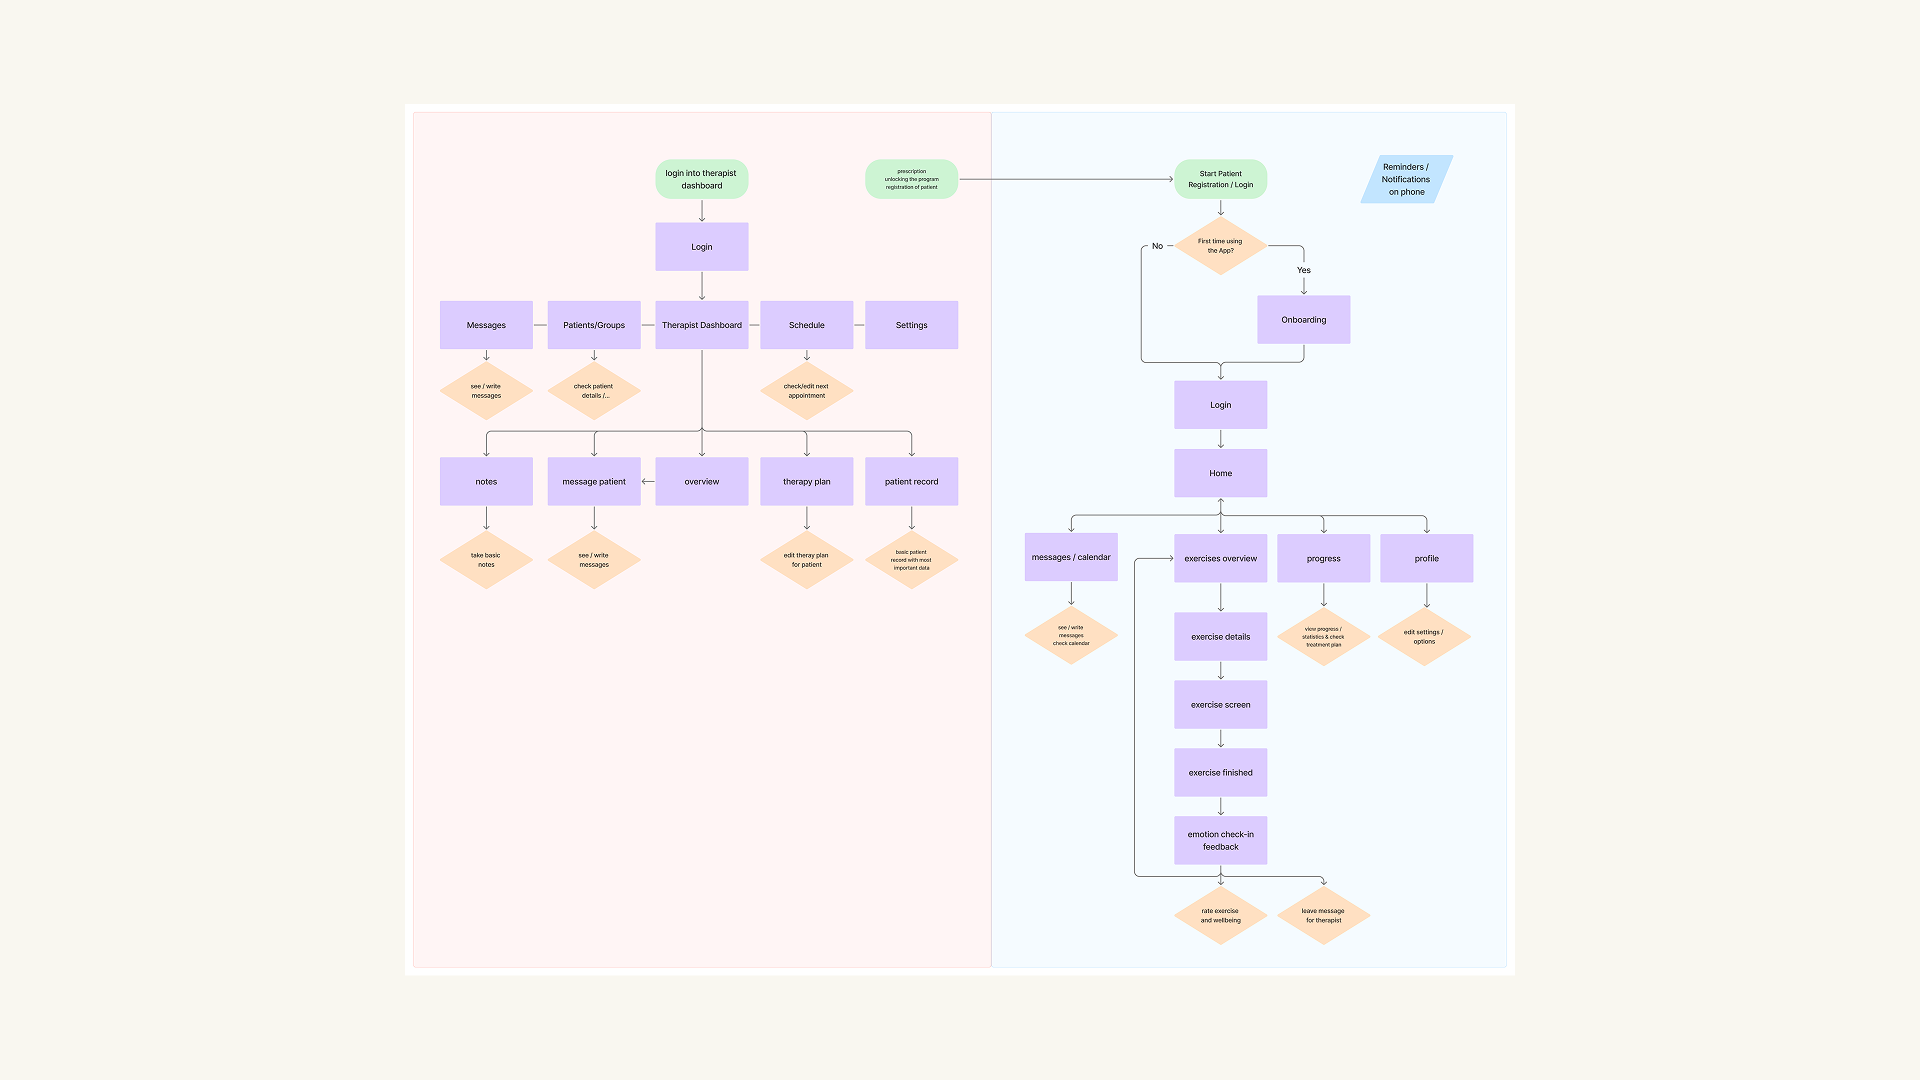 login into therapist
dashboard
prescription
unlocking the program
registration of patient
Login
Messages
Patients/Groups
Therapist Dashboard
Schedule
Settings
see / write
messages
check patient
details /...
check/edit next
appointment
notes
message patient
overview
therapy plan
patient record
take basic
notes
see / write
messages
edit theray plan
for patient
basic patient
record with most
important data
Start Patient
Registration / Login
Reminders /
Notifications
on phone
First time using
the App?
No
Yes
Onboarding
Login
Home
messages / calendar
exercises overview
progress
profile
see / write
messages
check calendar
exercise details
view progress /
statistics & check
treatment plan
edit settings /
options
exercise screen
exercise finished
emotion check-in
feedback
rate exercise
and wellbeing
leave message
for therapist